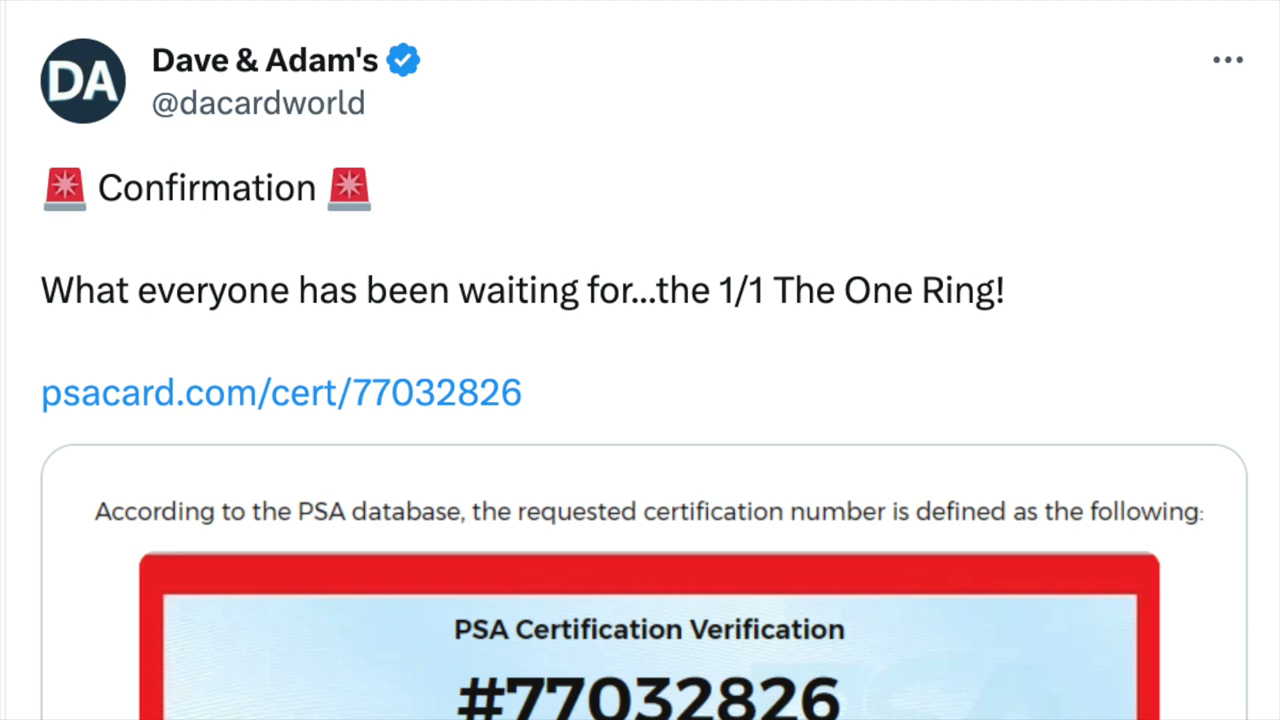 DA
Dave & Adam's
@dacardworld
🚨 Confirmation 🚨
What everyone has been waiting for...the 1/1 The One Ring!
psacard.com/cert/77032826
According to the PSA database, the requested certification number is defined as the following:
PSA Certification Verification
#77032826